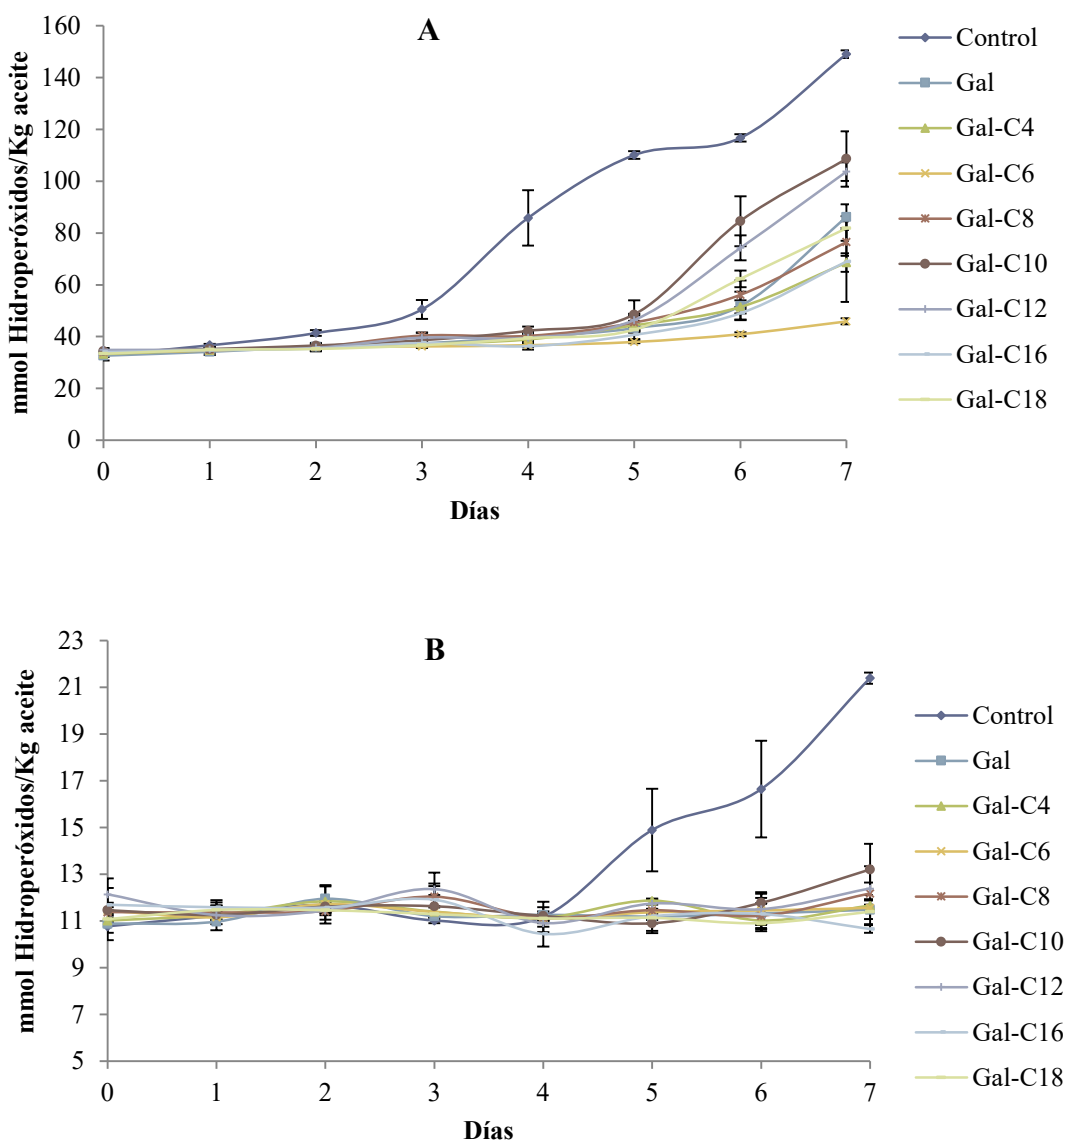 A
mmol Hidroperóxidos/Kg aceite
160
140
120
100
80
60
40
20
0
0 1 2 3 4 5 6 7
Días
Control
Gal
Gal-C4
Gal-C6
Gal-C8
Gal-C10
Gal-C12
Gal-C16
Gal-C18
B
mmol Hidroperóxidos/Kg aceite
23
21
19
17
15
13
11
9
7
5
0 1 2 3 4 5 6 7
Días
Control
Gal
Gal-C4
Gal-C6
Gal-C8
Gal-C10
Gal-C12
Gal-C16
Gal-C18